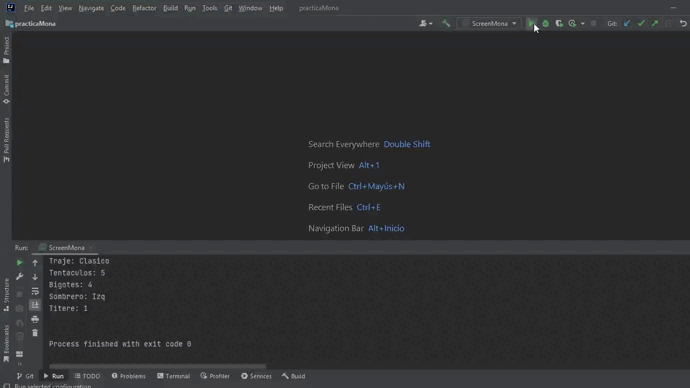 File Edit View Navigate Code Refactor Build Run Tools Git Window Help practicaMona
practicaMona
ScreenMona
Git:
Project
Commit
Pull Requests
Search Everywhere Double Shift
Project View Alt+1
Go to File Ctrl+Mayús+N
Recent Files Ctrl+E
Navigation Bar Alt+Inicio
Run: ScreenMona
Traje: Clasico
Tentaculos: 5
Bigotes: 4
Sombrero: Izq
Titere: 1
Process finished with exit code 0
Structure
Bookmarks
Git Run TODO Problems Terminal Profiler Services Build
Run selected configuration